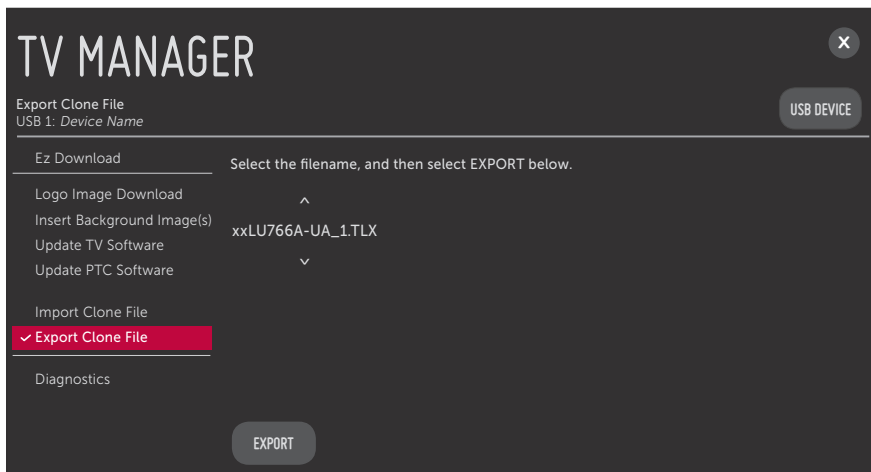 TV MANAGER
X
Export Clone File
USB 1: Device Name
USB DEVICE
Ez Download
Select the filename, and then select EXPORT below.
Logo Image Download
Insert Background Image(s)
xxLU766A-UA_1.TLX
Update TV Software
Update PTC Software
Import Clone File
Export Clone File
Diagnostics
EXPORT